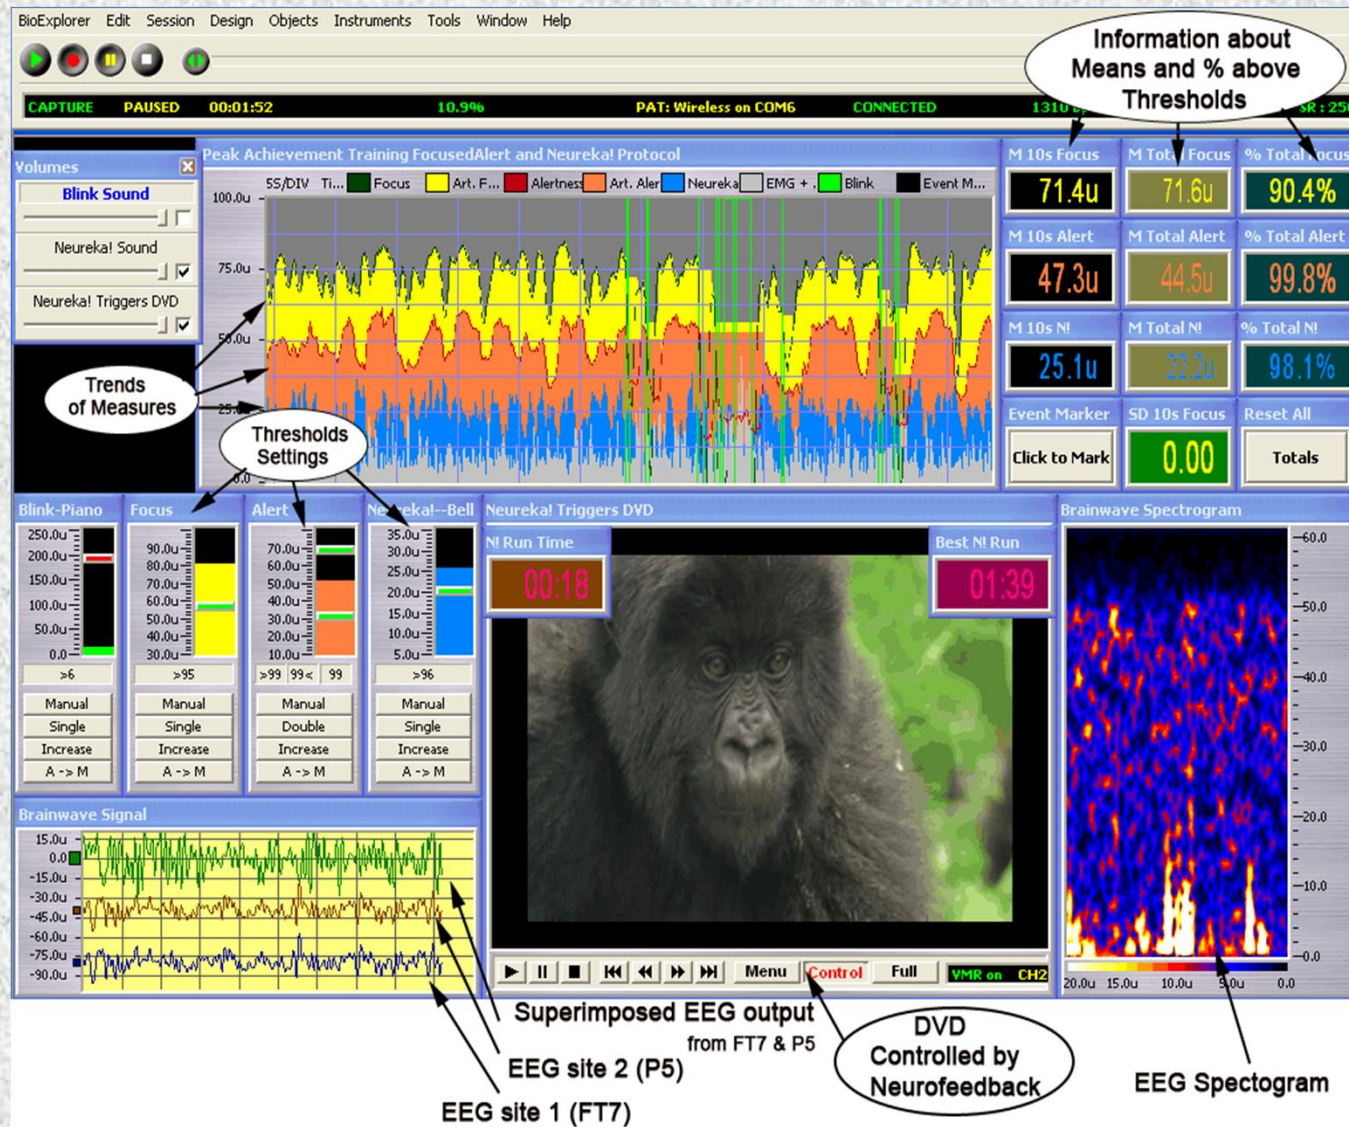 BioExplorer Edit Session Design Objects Instruments Tools Window Help
Information about
Means and % above
Thresholds
CAPTURE PAUSED 00:01:52 10.9% PAT: Wireless on COM6 CONNECTED 1310 SR : 250
Volumes
Blink Sound
Neureka! Sound
Neureka! Triggers DVD
Peak Achievement Training FocusedAlert and Neureka! Protocol
5S/DIV Ti... Focus Art. F... Alertness Art. Aler Neureka EMG + . Blink Event M...
100.0u
75.0u
50.0u
25.0u
0.0
Trends
of Measures
Thresholds
Settings
M 10s Focus M Total Focus % Total Focus
71.4u 71.6u 90.4%
M 10s Alert M Total Alert % Total Alert
47.3u 44.5u 99.8%
M 10s N! M Total N! % Total N!
25.1u 22.2u 98.1%
Event Marker SD 10s Focus Reset All
Click to Mark 0.00 Totals
Blink-Piano
250.0u
200.0u
150.0u
100.0u
50.0u
0.0
>6
Manual
Single
Increase
A -> M
Focus
90.0u
80.0u
70.0u
60.0u
50.0u
40.0u
30.0u
>95
Manual
Single
Increase
A -> M
Alert
70.0u
60.0u
50.0u
40.0u
30.0u
20.0u
10.0u
>99 99< 99
Manual
Double
Increase
A -> M
Neureka!--Bell
35.0u
30.0u
25.0u
20.0u
15.0u
10.0u
5.0u
>96
Manual
Single
Increase
A -> M
Neureka! Triggers DVD
N! Run Time
00:18
Best N! Run
01:39
Menu Control Full VMR on CH2
Brainwave Spectrogram
60.0
50.0
40.0
30.0
20.0
10.0
0.0
20.0u 15.0u 10.0u 5.0u 0.0
Brainwave Signal
15.0u
0.0
-15.0u
-30.0u
-45.0u
-60.0u
-75.0u
-90.0u
Superimposed EEG output
from FT7 & P5
EEG site 2 (P5)
EEG site 1 (FT7)
DVD
Controlled by
Neurofeedback
EEG Spectogram